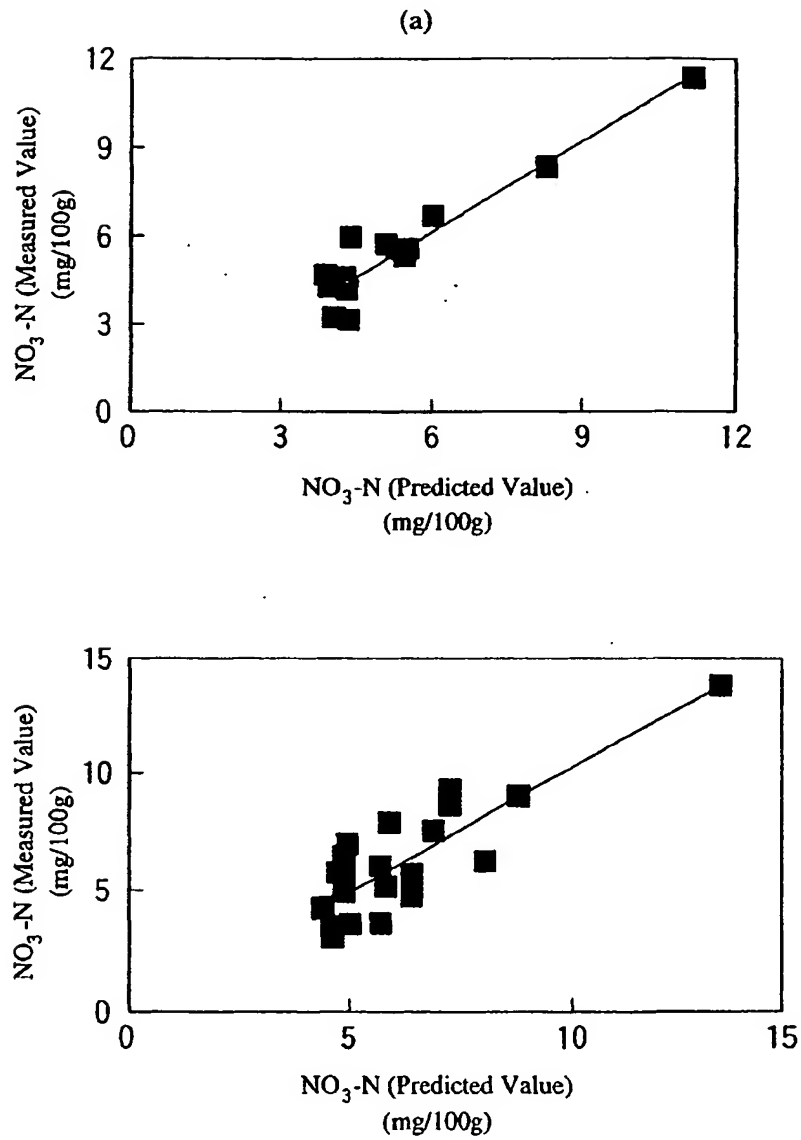 (a)
12
9
6
3
0
NO₃-N (Measured Value)
(mg/100g)
0 3 6 9 12
NO₃-N (Predicted Value)
(mg/100g)
15
10
5
0
NO₃-N (Measured Value)
(mg/100g)
0 5 10 15
NO₃-N (Predicted Value)
(mg/100g)